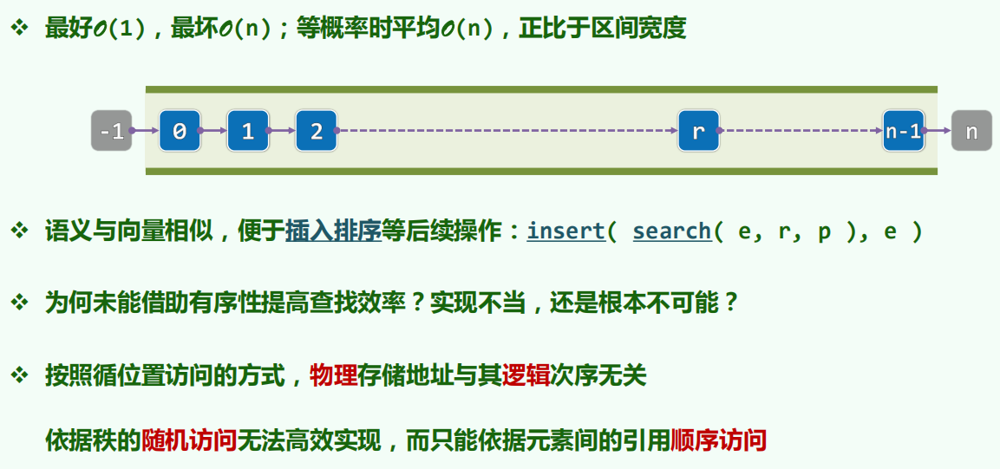 ❖ 最好O(1)，最坏O(n)；等概率时平均O(n)，正比于区间宽度
-1 0 1 2 r n-1 n
❖ 语义与向量相似，便于插入排序等后续操作：insert( search( e, r, p ), e )
❖ 为何未能借助有序性提高查找效率？实现不当，还是根本不可能？
❖ 按照循位置访问的方式，物理存储地址与其逻辑次序无关
依据秩的随机访问无法高效实现，而只能依据元素间的引用顺序访问